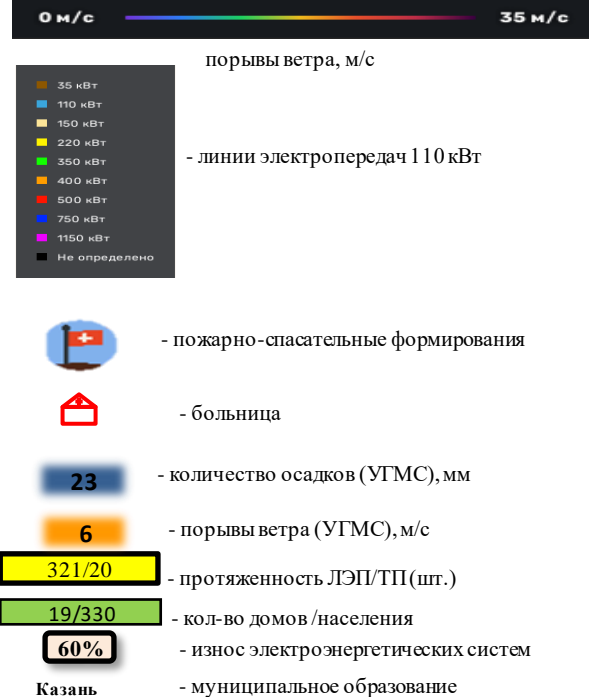 0 м/с 35 м/с
порывы ветра, м/с
35 кВт
110 кВт
150 кВт
220 кВт
350 кВт
400 кВт
500 кВт
750 кВт
1150 кВт
Не определено
- линии электропередач 110 кВт
- пожарно-спасательные формирования
- больница
23 - количество осадков (УГМС), мм
6 - порывы ветра (УГМС), м/с
321/20 - протяженность ЛЭП/ТП (шт.)
19/330 - кол-во домов /населения
60% - износ электроэнергетических систем
Казань - муниципальное образование